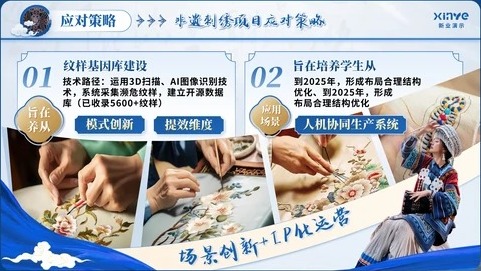 应对策略
非遗刺绣项目应对策略
xinye
新业演示
01
纹样基因库建设
技术路径：运用3D扫描、AI图像识别技
术，系统采集濒危纹样，建立开源数据
库（已收录5600+纹样）
旨在
养从
模式创新
提效维度
02
旨在培养学生从
到2025年，形成布局合理结构
优化、到2025年，形成
布局合理结构优化
应用
场景
人机协同生产系统
场景创新+IP化运营